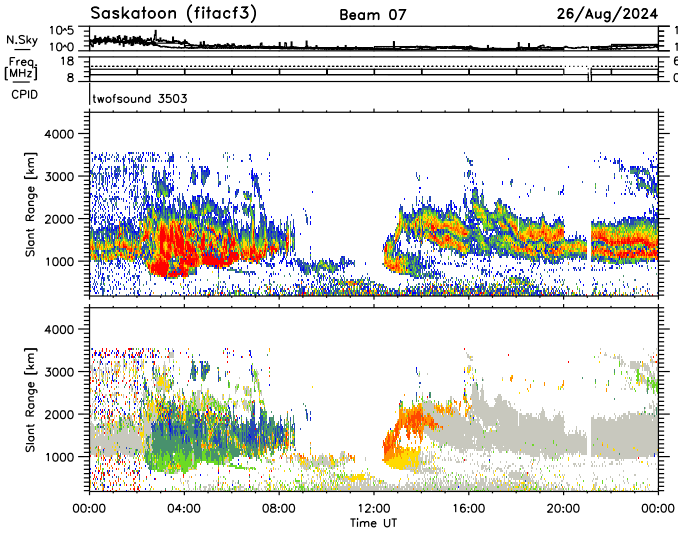 Saskatoon (fitacf3) Beam 07 26/Aug/2024
N.Sky 10^5 10^0 1 1
Freq. [MHz] 18 8 6 0
CPID twofsound 3503
Slant Range [km] 4000 3000 2000 1000
Slant Range [km] 4000 3000 2000 1000
00:00 04:00 08:00 12:00 16:00 20:00 00:00
Time UT